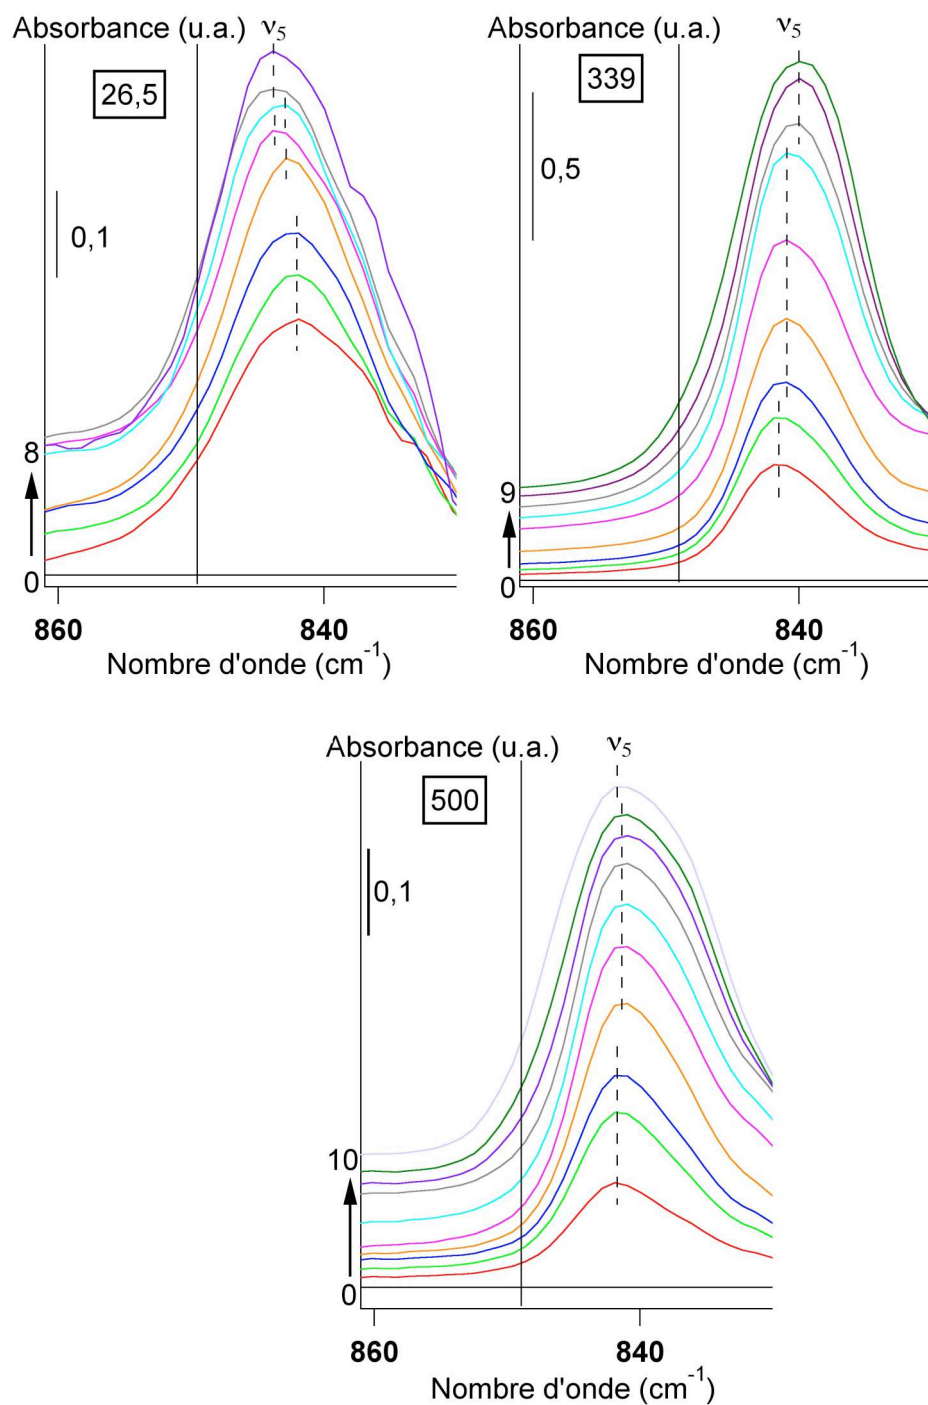 Absorbance (u.a.)
ν5
26,5
0,1
8
0
860
840
Nombre d'onde (cm-1)
Absorbance (u.a.)
ν5
339
0,5
9
0
860
840
Nombre d'onde (cm-1)
Absorbance (u.a.)
ν5
500
0,1
10
0
860
840
Nombre d'onde (cm-1)